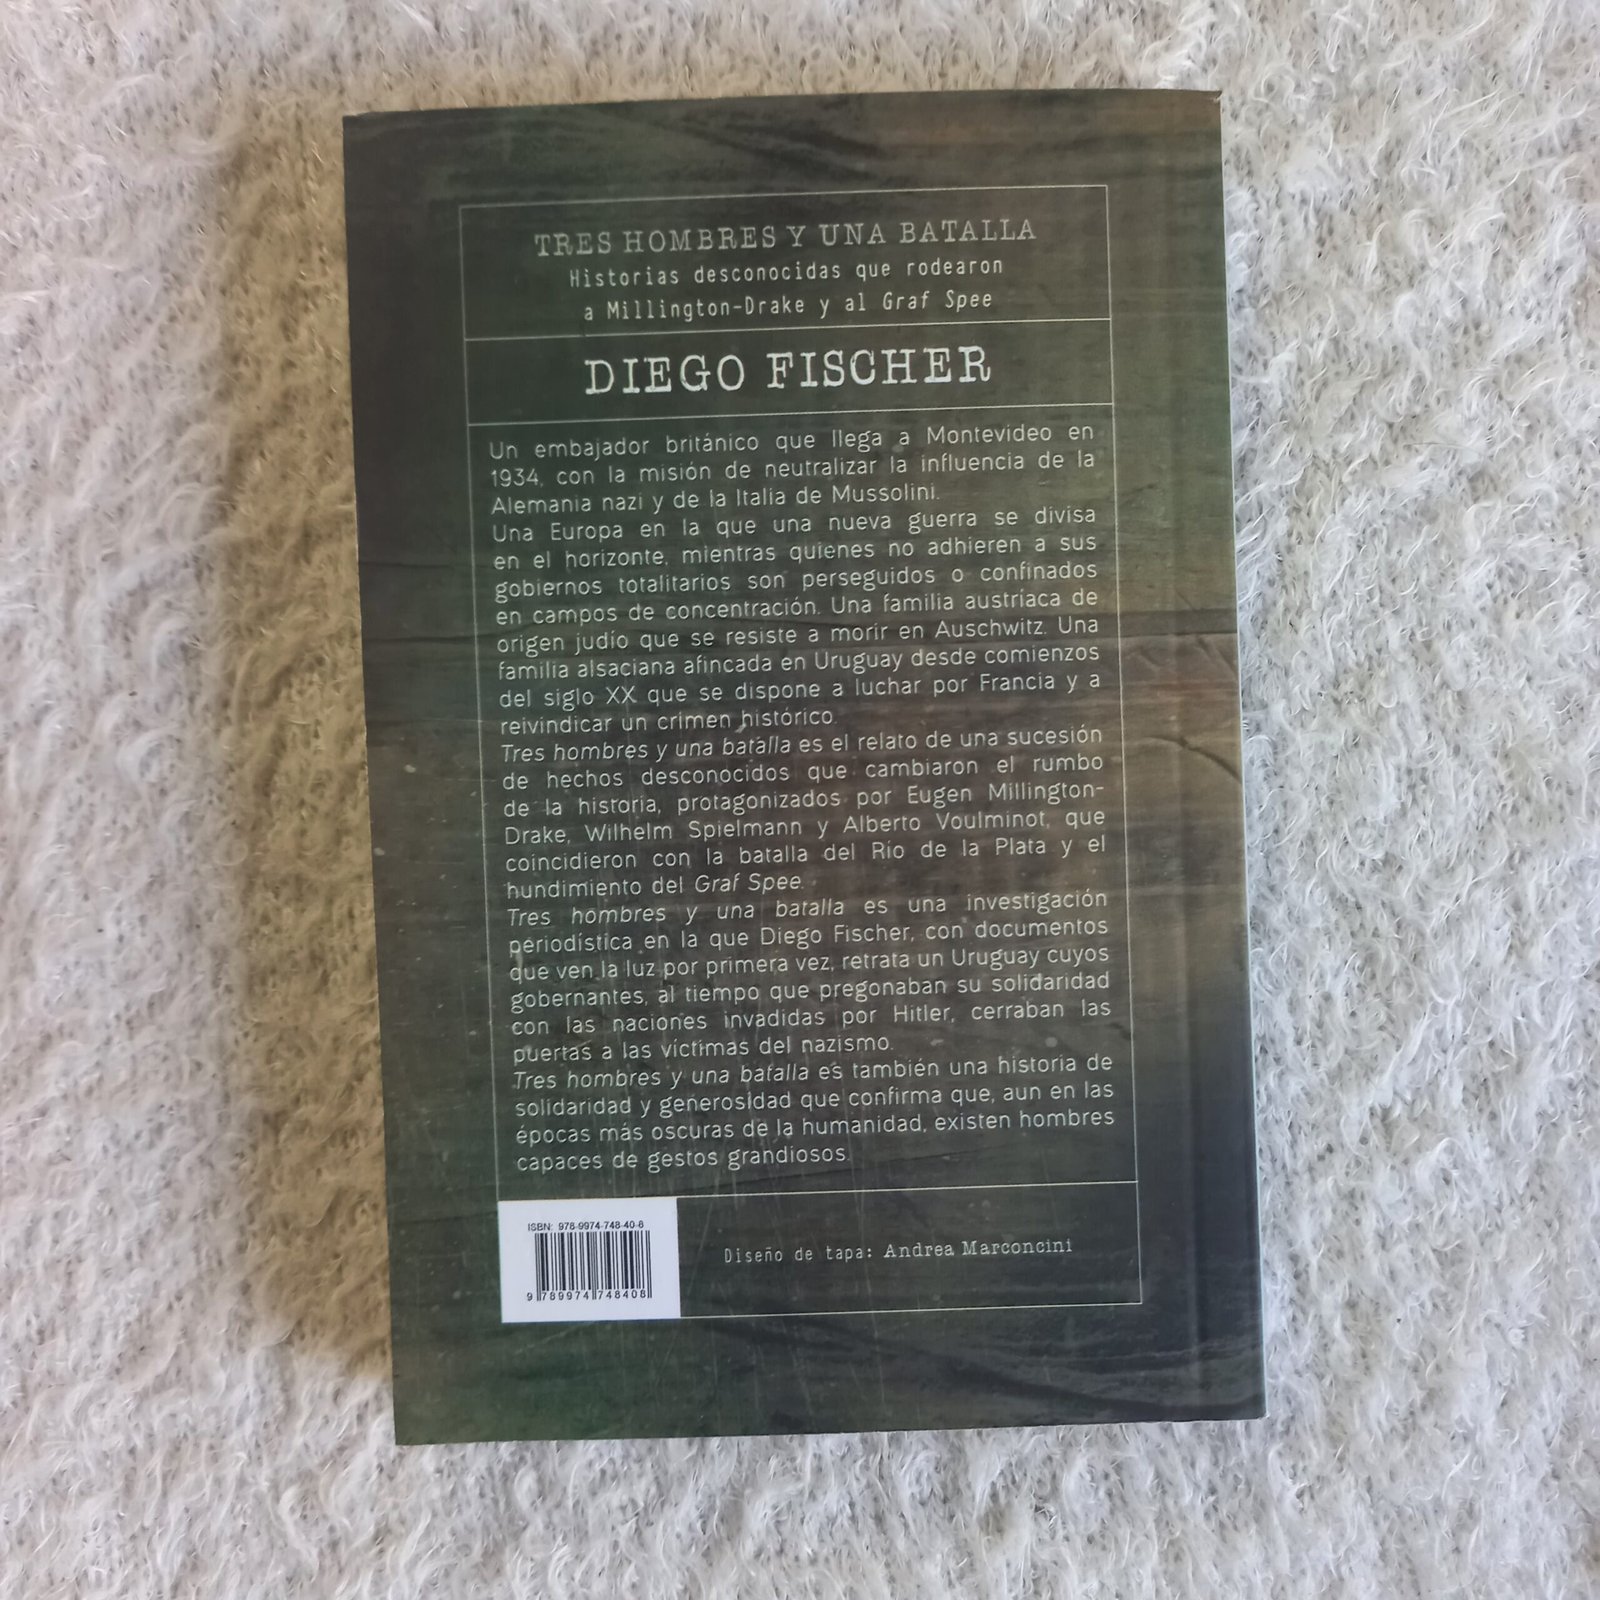 TRES HOMBRES Y UNA BATALLA
Historias desconocidas que rodearon
a Millington-Drake y al Graf Spee
DIEGO FISCHER
Un embajador británico que llega a Montevideo en
1934, con la misión de neutralizar la influencia de la
Alemania nazi y de la Italia de Mussolini.
Una Europa en la que una nueva guerra se divisa
en el horizonte, mientras quienes no adhieren a sus
gobiernos totalitarios son perseguidos o confinados
en campos de concentración. Una familia austríaca de
origen judío que se resiste a morir en Auschwitz. Una
familia alsaciana afincada en Uruguay desde comienzos
del siglo XX que se dispone a luchar por Francia y a
reivindicar un crimen histórico.
Tres hombres y una batalla es el relato de una sucesión
de hechos desconocidos que cambiaron el rumbo
de la historia, protagonizados por Eugen Millington-
Drake, Wilhelm Spielmann y Alberto Voulminot, que
coincidieron con la batalla del Río de la Plata y el
hundimiento del Graf Spee.
Tres hombres y una batalla es una investigación
periodística en la que Diego Fischer, con documentos
que ven la luz por primera vez, retrata un Uruguay cuyos
gobernantes, al tiempo que pregonaban su solidaridad
con las naciones invadidas por Hitler, cerraban las
puertas a las víctimas del nazismo.
Tres hombres y una batalla es también una historia de
solidaridad y generosidad que confirma que, aun en las
épocas más oscuras de la humanidad, existen hombres
capaces de gestos grandiosos.
ISBN: 978-9974-748-40-8
9 789974 748408
Diseño de tapa: Andrea Marconcini